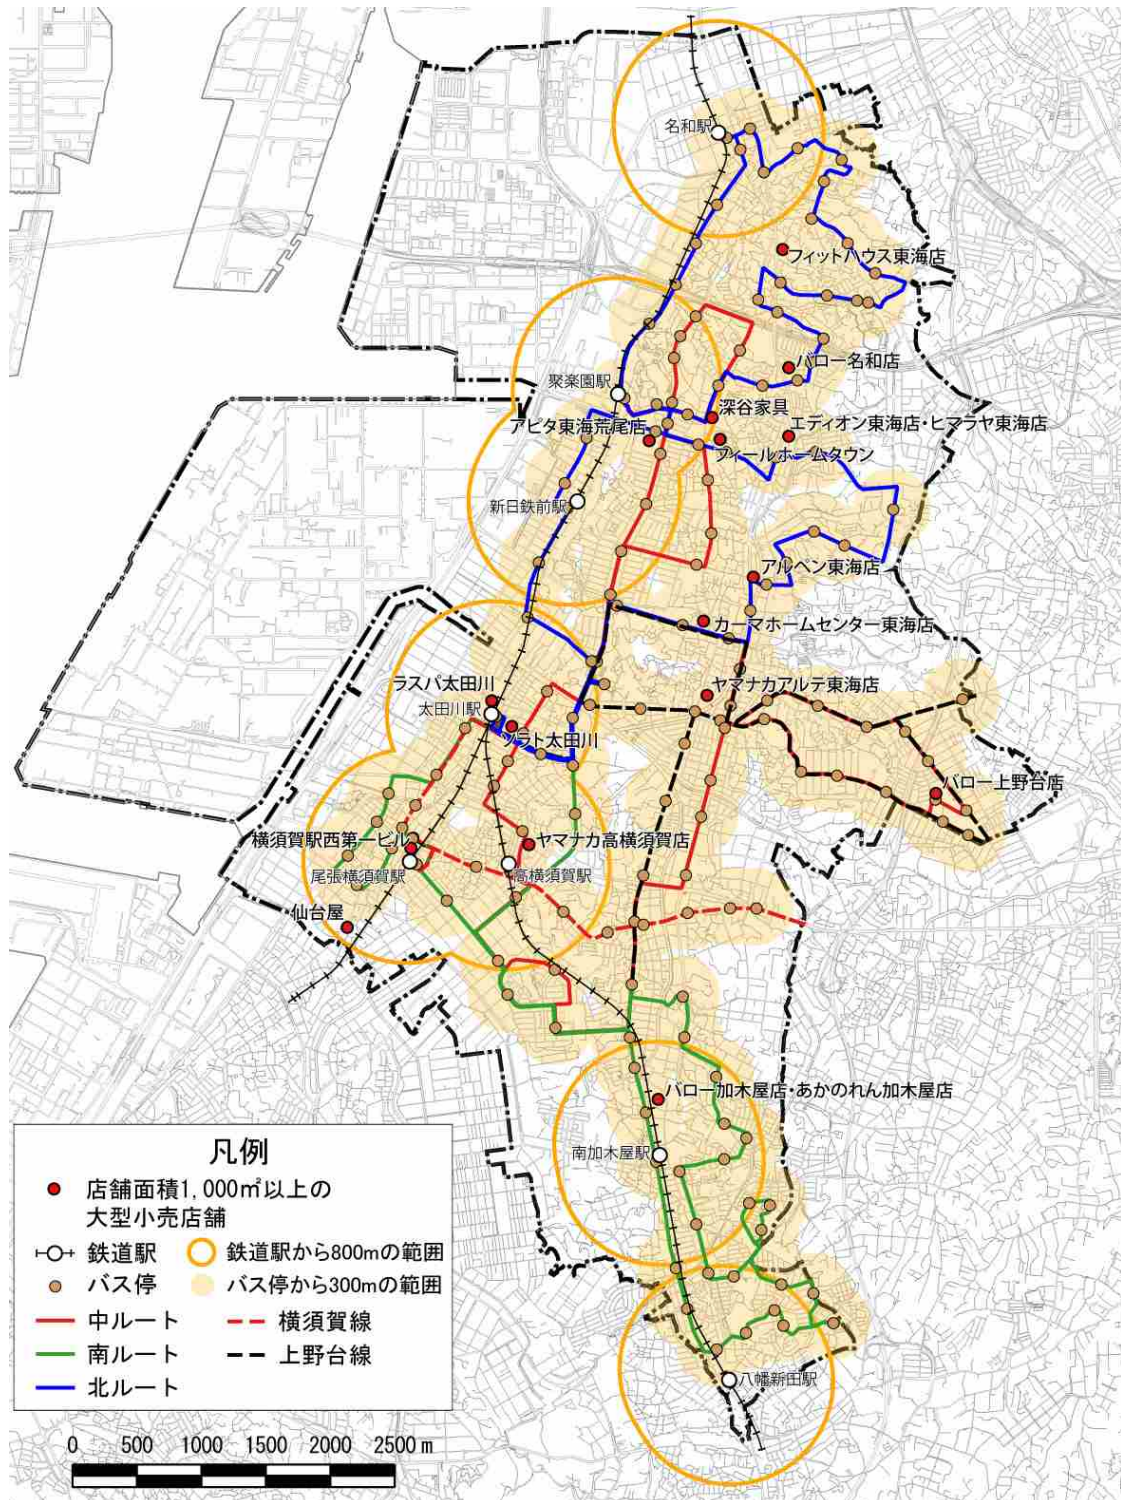 名和駅
フィットハウス東海店
バロー名和店
聚楽園駅
深谷家具
アピタ東海荒尾店
エディオン東海店・ヒマラヤ東海店
フィールホームタウン
新日鉄前駅
アルペン東海店
カーマホームセンター東海店
ラスパ太田川
ヤマナカアルテ東海店
太田川駅
ソラト太田川
バロー上野台店
横須賀駅西第一ビル
ヤマナカ高横須賀店
尾張横須賀駅
高横須賀駅
仙台屋
バロー加木屋店・あかのれん加木屋店
南加木屋駅
八幡新田駅
凡例
店舗面積1,000㎡以上の
大型小売店舗
鉄道駅 鉄道駅から800mの範囲
バス停 バス停から300mの範囲
中ルート 横須賀線
南ルート 上野台線
北ルート
0 500 1000 1500 2000 2500 m